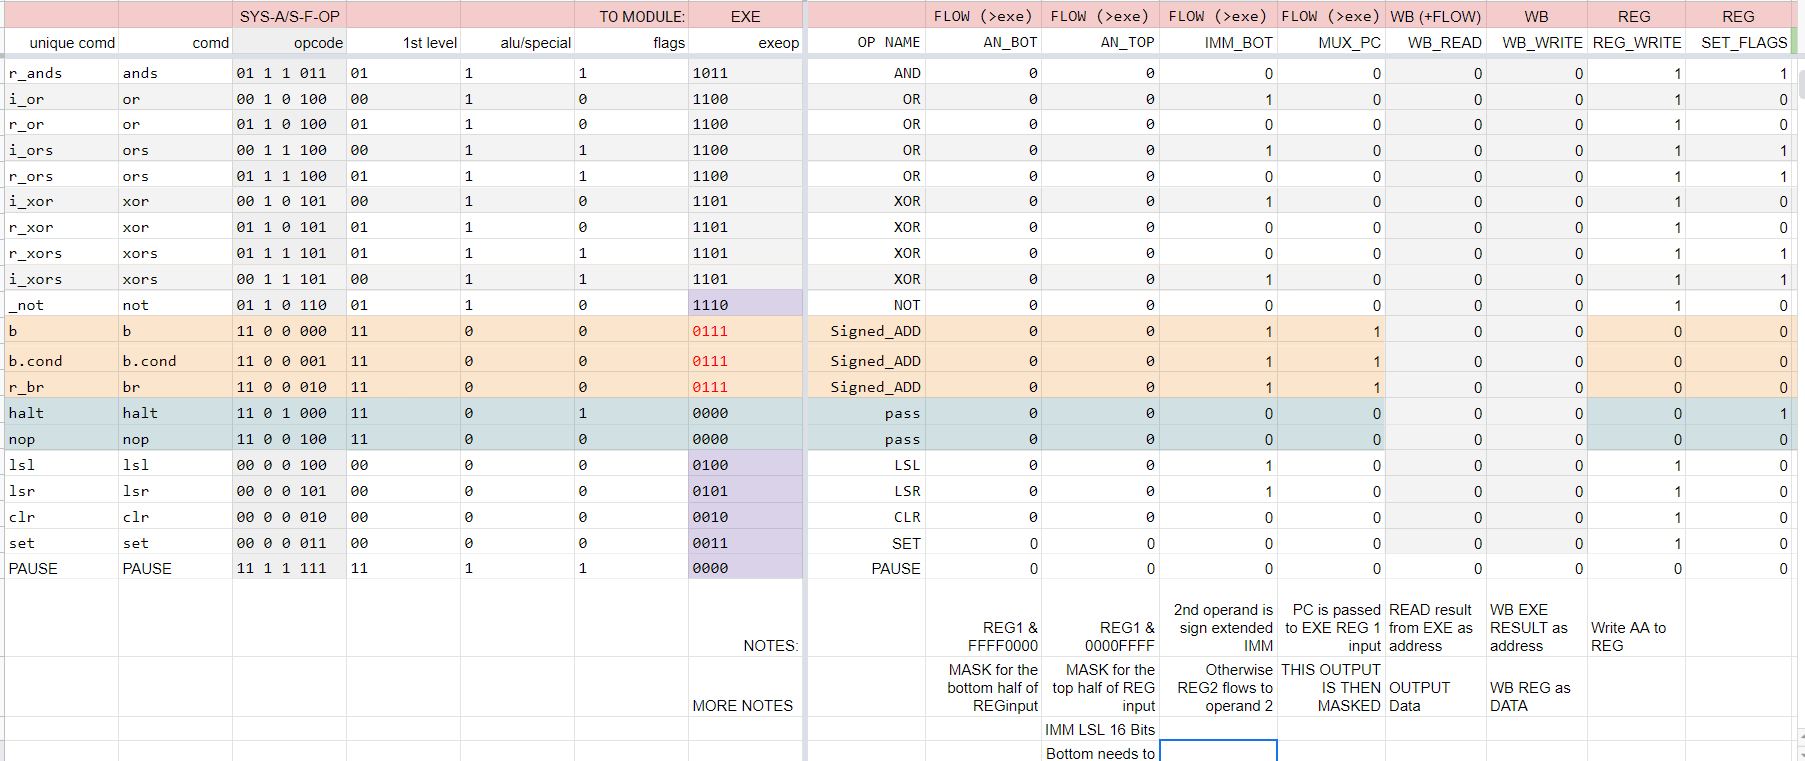 SYS-A/S-F-OP TO MODULE: EXE FLOW (>exe) FLOW (>exe) FLOW (>exe) FLOW (>exe) WB (+FLOW) WB REG REG
unique comd comd opcode 1st level alu/special flags exeop OP NAME AN_BOT AN_TOP IMM_BOT MUX_PC WB_READ WB_WRITE REG_WRITE SET_FLAGS
r_ands ands 01 1 1 011 01 1 1 1011 AND 0 0 0 0 0 0 1 1
i_or or 00 1 0 100 00 1 0 1100 OR 0 0 1 0 0 0 1 0
r_or or 01 1 0 100 01 1 0 1100 OR 0 0 0 0 0 0 1 0
i_ors ors 00 1 1 100 00 1 1 1100 OR 0 0 1 0 0 0 1 1
r_ors ors 01 1 1 100 01 1 1 1100 OR 0 0 0 0 0 0 1 1
i_xor xor 00 1 0 101 00 1 0 1101 XOR 0 0 1 0 0 0 1 0
r_xor xor 01 1 0 101 01 1 0 1101 XOR 0 0 0 0 0 0 1 0
r_xors xors 01 1 1 101 01 1 1 1101 XOR 0 0 0 0 0 0 1 1
i_xors xors 00 1 1 101 00 1 1 1101 XOR 0 0 1 0 0 0 1 1
_not not 01 1 0 110 01 1 0 1110 NOT 0 0 0 0 0 0 1 0
b b 11 0 0 000 11 0 0 0111 Signed_ADD 0 0 1 1 0 0 0 0
b.cond b.cond 11 0 0 001 11 0 0 0111 Signed_ADD 0 0 1 1 0 0 0 0
r_br br 11 0 0 010 11 0 0 0111 Signed_ADD 0 0 1 1 0 0 0 0
halt halt 11 0 1 000 11 0 1 0000 pass 0 0 0 0 0 0 0 1
nop nop 11 0 0 100 11 0 0 0000 pass 0 0 0 0 0 0 0 0
lsl lsl 00 0 0 100 00 0 0 0100 LSL 0 0 1 0 0 0 1 0
lsr lsr 00 0 0 101 00 0 0 0101 LSR 0 0 1 0 0 0 1 0
clr clr 00 0 0 010 00 0 0 0010 CLR 0 0 0 0 0 0 1 0
set set 00 0 0 011 00 0 0 0011 SET 0 0 0 0 0 0 1 0
PAUSE PAUSE 11 1 1 111 11 1 1 0000 PAUSE 0 0 0 0 0 0 0 0
2nd operand is PC is passed READ result WB EXE
REG1 & REG1 & sign extended to EXE REG 1 from EXE as RESULT as Write AA to
NOTES: FFFF0000 0000FFFF IMM input address address REG
MASK for the MASK for the Otherwise THIS OUTPUT
bottom half of top half of REG REG2 flows to IS THEN OUTPUT WB REG as
MORE NOTES REGinput input operand 2 MASKED Data DATA
IMM LSL 16 Bits
Bottom needs to